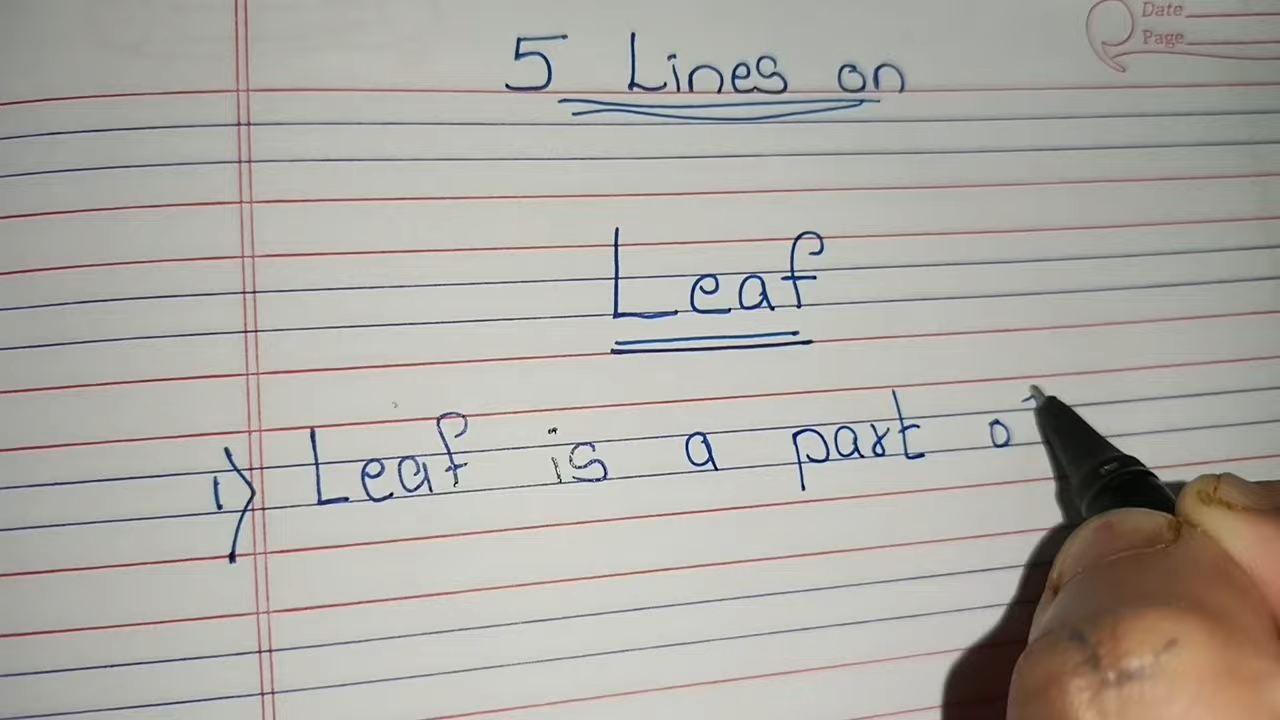 Date
Page
5 Lines on
Leaf
1) Leaf is a part o